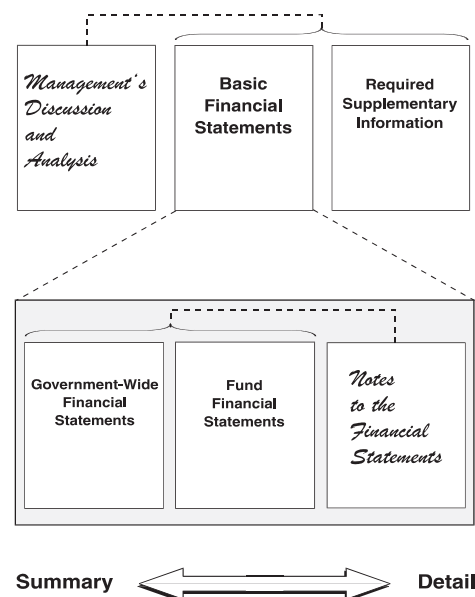 Management's
Discussion
and
Analysis
Basic
Financial
Statements
Required
Supplementary
Information
Government-Wide
Financial
Statements
Fund
Financial
Statements
Notes
to the
Financial
Statements
Summary
Detail